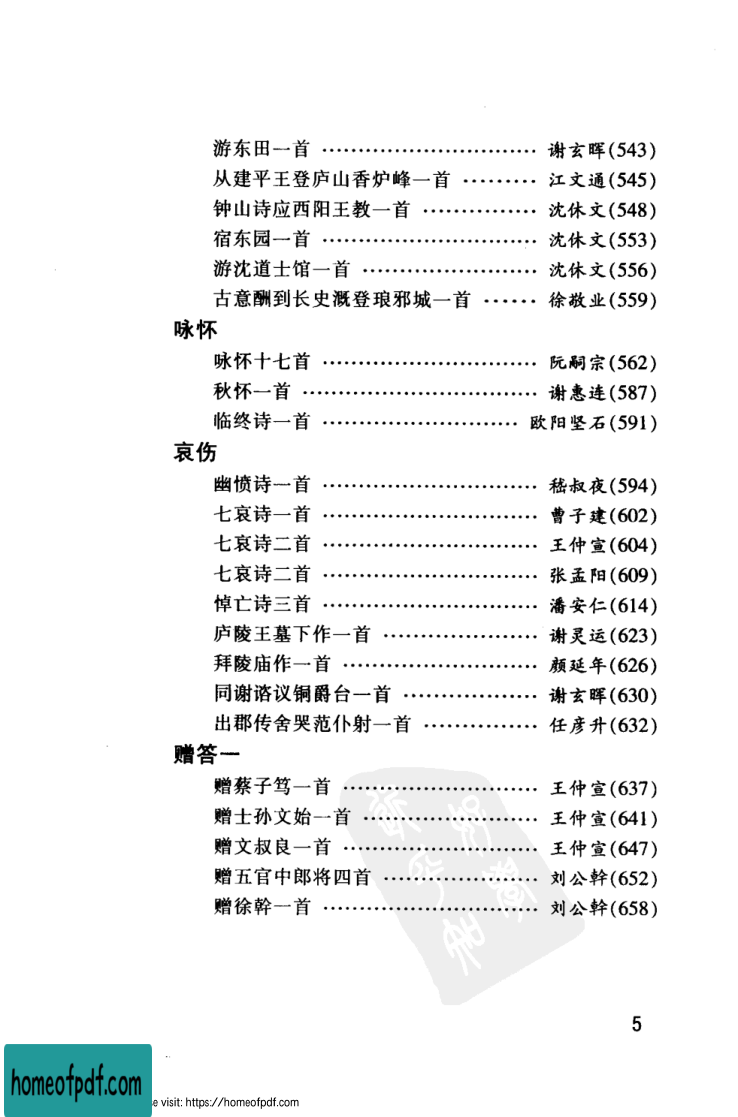 游东田一首 …………………………… 谢玄晖(543)
从建平王登庐山香炉峰一首 ……… 江文通(545)
钟山诗应西阳王教一首 …………… 沈休文(548)
宿东园一首 …………………………… 沈休文(553)
游沈道士馆一首 …………………… 沈休文(556)
古意酬到长史溉登琅邪城一首 …… 徐敬业(559)
咏怀
咏怀十七首 …………………………… 阮嗣宗(562)
秋怀一首 …………………………… 谢惠连(587)
临终诗一首 ……………………… 欧阳坚石(591)
哀伤
幽愤诗一首 …………………………… 嵇叔夜(594)
七哀诗一首 …………………………… 曹子建(602)
七哀诗二首 …………………………… 王仲宣(604)
七哀诗二首 …………………………… 张孟阳(609)
悼亡诗三首 …………………………… 潘安仁(614)
庐陵王墓下作一首 ………………… 谢灵运(623)
拜陵庙作一首 ……………………… 颜延年(626)
同谢谘议铜爵台一首 ……………… 谢玄晖(630)
出郡传舍哭范仆射一首 …………… 任彦升(632)
赠答一
赠蔡子笃一首 ……………………… 王仲宣(637)
赠士孙文始一首 …………………… 王仲宣(641)
赠文叔良一首 ……………………… 王仲宣(647)
赠五官中郎将四首 ………………… 刘公幹(652)
赠徐幹一首 ………………………… 刘公幹(658)
5
homeofpdf.com
e visit: https://homeofpdf.com